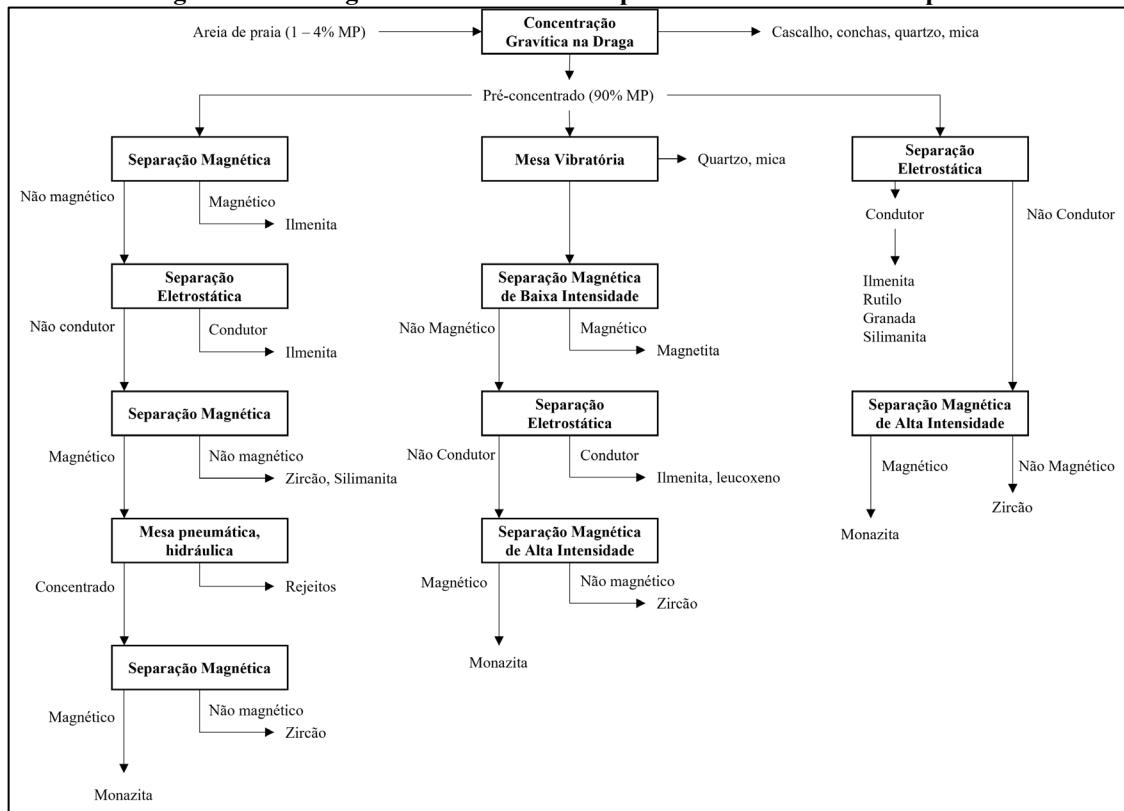 Areia de praia (1 – 4% MP)
Concentração
Gravítica na Draga
Cascalho, conchas, quartzo, mica
Pré-concentrado (90% MP)
Separação Magnética
Não magnético
Magnético
Ilmenita
Separação
Eletrostática
Não condutor
Condutor
Ilmenita
Separação Magnética
Magnético
Não magnético
Zircão, Silimanita
Mesa pneumática,
hidráulica
Concentrado
Rejeitos
Separação Magnética
Magnético
Não magnético
Zircão
Monazita
Mesa Vibratória
Quartzo, mica
Separação Magnética
de Baixa Intensidade
Não Magnético
Magnético
Magnetita
Separação
Eletrostática
Não Condutor
Condutor
Ilmenita, leucoxeno
Separação Magnética
de Alta Intensidade
Magnético
Não magnético
Zircão
Monazita
Separação
Eletrostática
Condutor
Não Condutor
Ilmenita
Rutilo
Granada
Silimanita
Separação Magnética
de Alta Intensidade
Magnético
Não Magnético
Zircão
Monazita